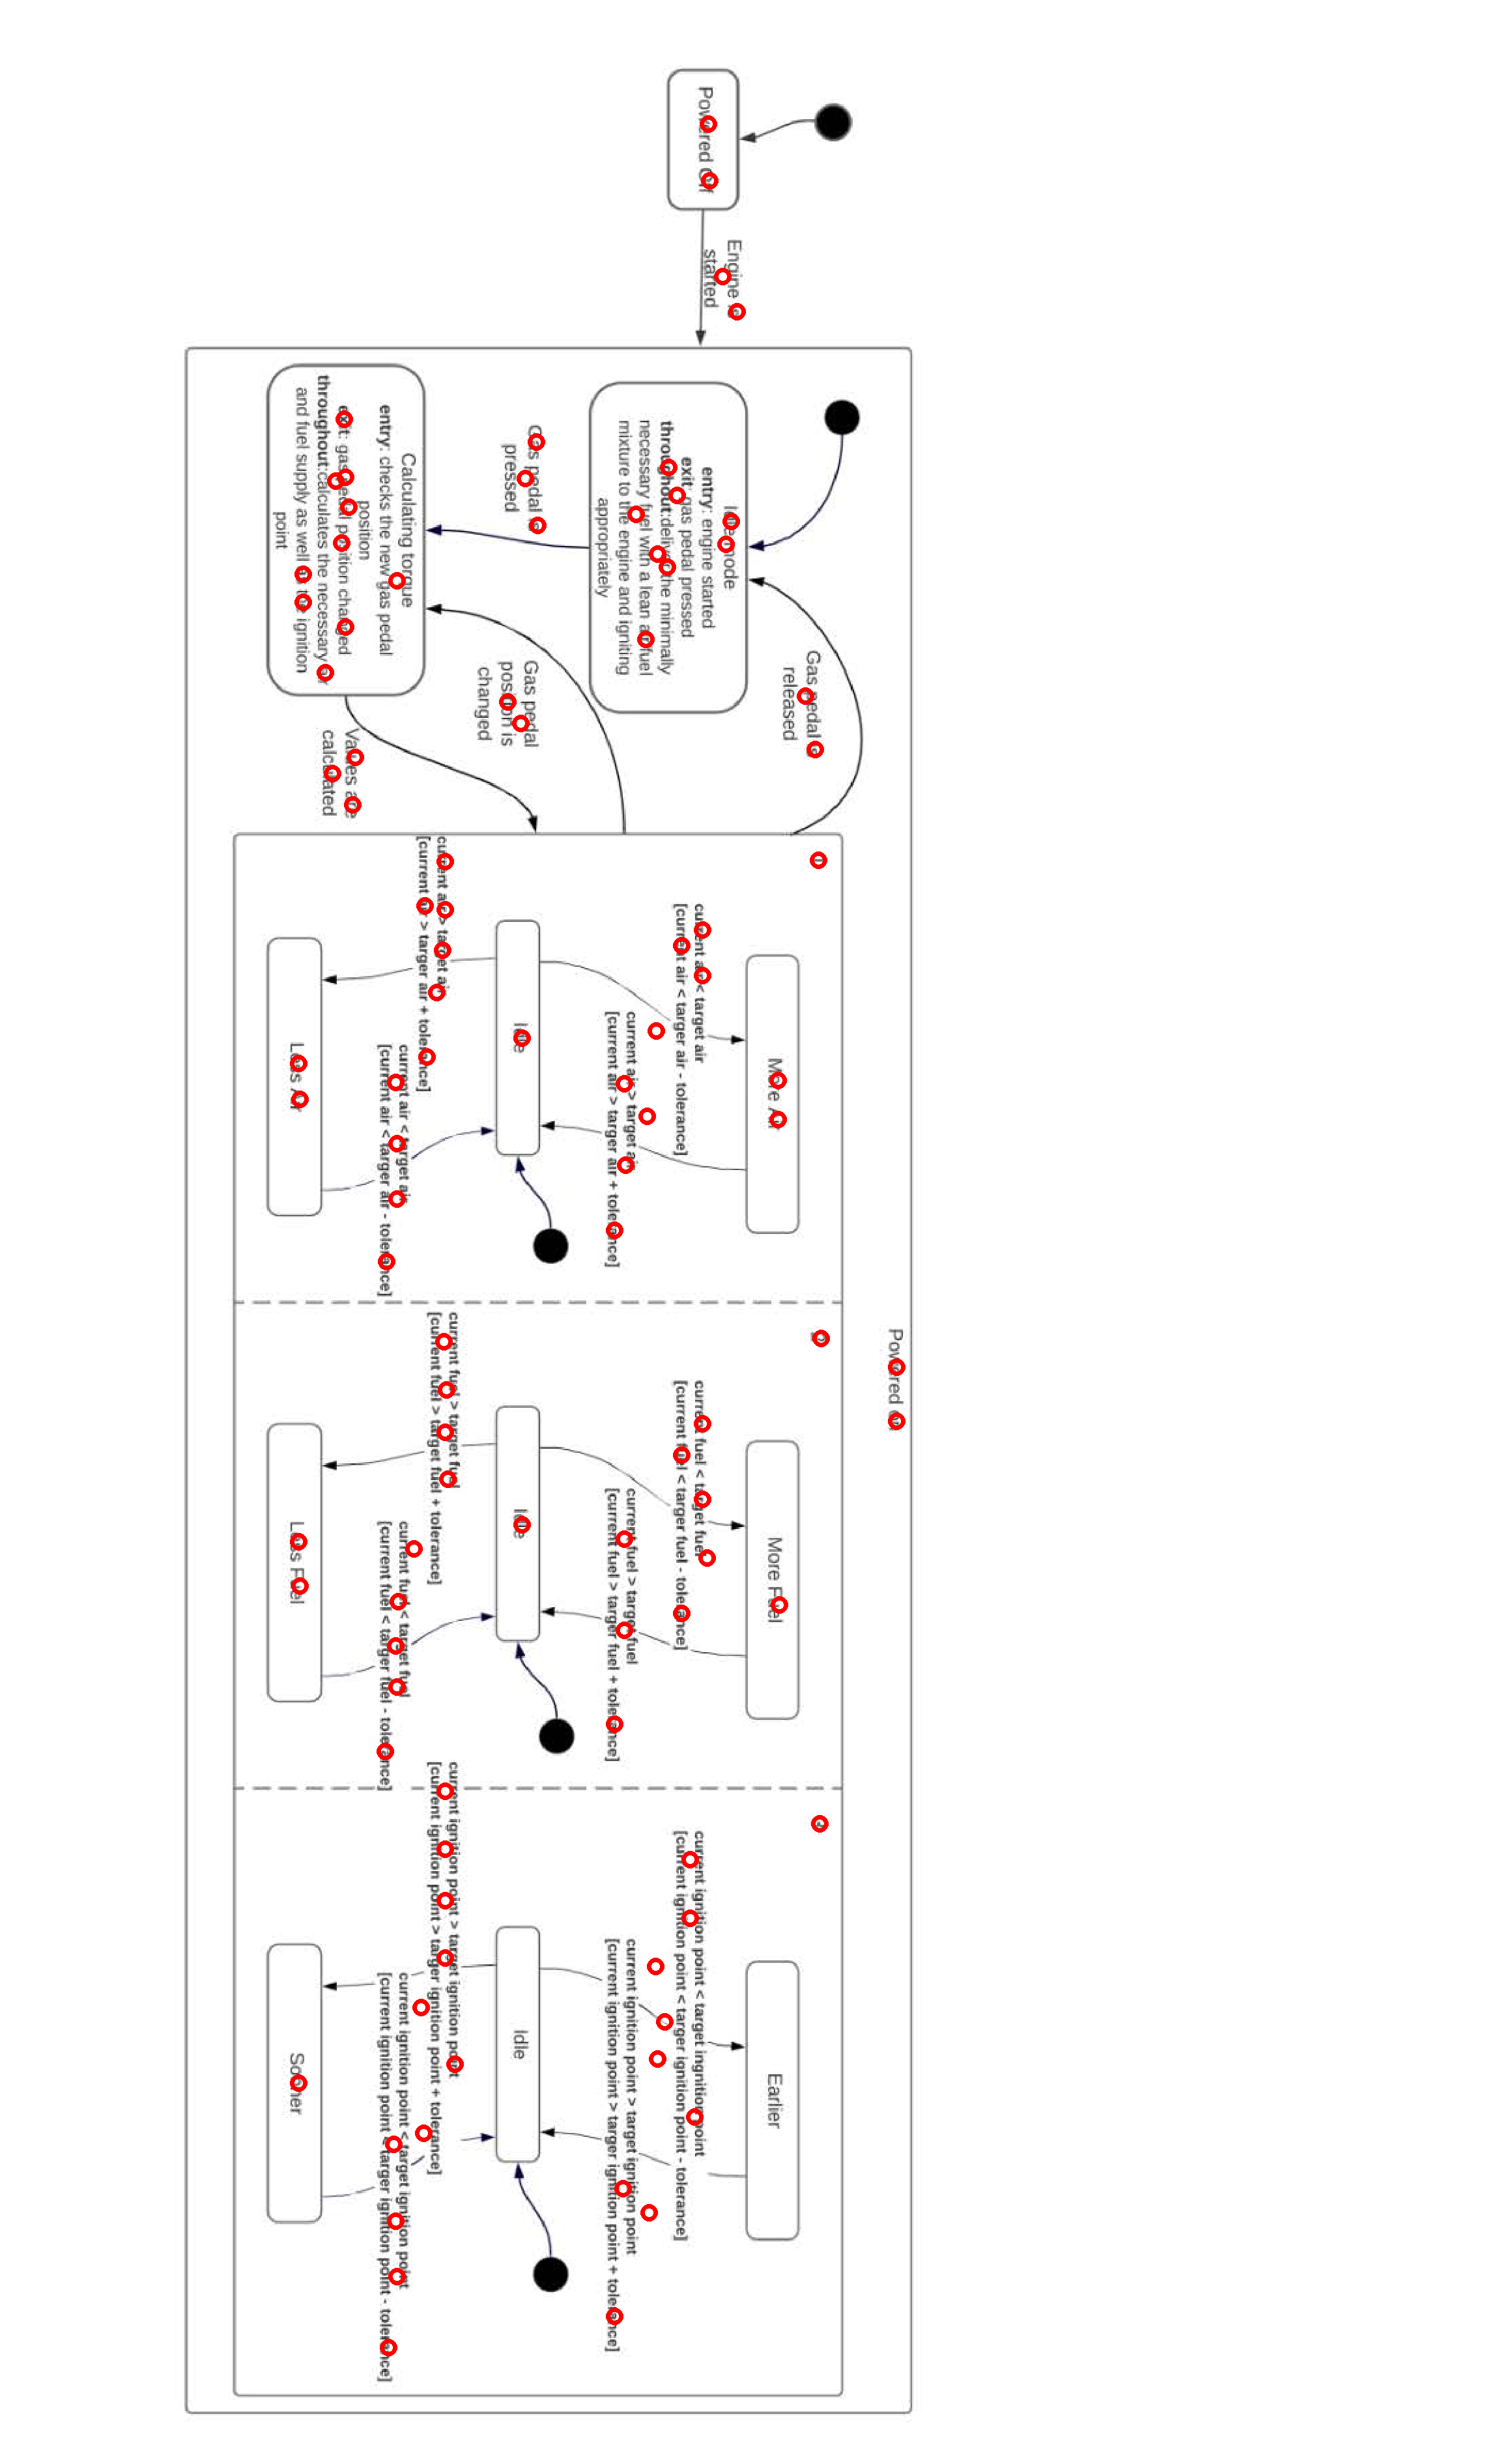 Powered Off
Engine is
started
Powered on
Idle mode
entry: engine started
exit: gas pedal pressed
throughout:deliver the minimally
necessary fuel with a lean air fuel
mixture to the engine and igniting
appropriately
Gas pedal is
pressed
Calculating torque
entry: checks the new gas pedal
position
exit: gas pedal position changed
throughout:calculates the necessary air
and fuel supply as well as the ignition
point
Gas pedal is
released
Gas pedal
position is
changed
Values are
calculated
More Air
current air < target air
[current air < targer air - tolerance]
current air > target air
[current air > targer air + tolerance]
Idle
current air > target air
[current air > targer air + tolerance]
current air < target air
[current air < targer air - tolerance]
Less Air
More Fuel
current fuel < target fuel
[current fuel < targer fuel - tolerance]
current fuel > target fuel
[current fuel > targer fuel + tolerance]
Idle
current fuel > target fuel
[current fuel > target fuel + tolerance]
current fuel < target fuel
[current fuel < targer fuel - tolerance]
Less Fuel
Earlier
current ignition point < target ingnition point
[current ignition point < targer ignition point - tolerance]
current ignition point > target ignition point
[current ignition point > targer ignition point + tolerance]
Idle
current ignition point > target ignition point
[current ignition point > targer ignition point + tolerance]
current ignition point < target ignition point
[current ignition point < targer ignition point - tolerance]
Sooner